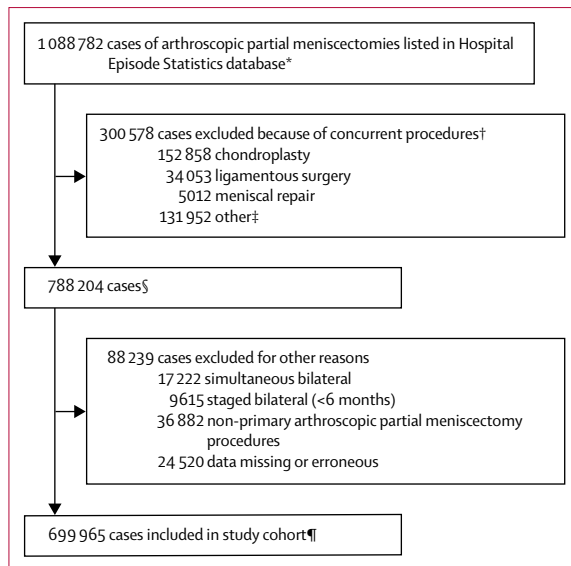 1 088 782 cases of arthroscopic partial meniscectomies listed in Hospital
Episode Statistics database*
300 578 cases excluded because of concurrent procedures†
152 858 chondroplasty
34 053 ligamentous surgery
5012 meniscal repair
131 952 other‡
788 204 cases§
88 239 cases excluded for other reasons
17 222 simultaneous bilateral
9615 staged bilateral (<6 months)
36 882 non-primary arthroscopic partial meniscectomy
procedures
24 520 data missing or erroneous
699 965 cases included in study cohort¶